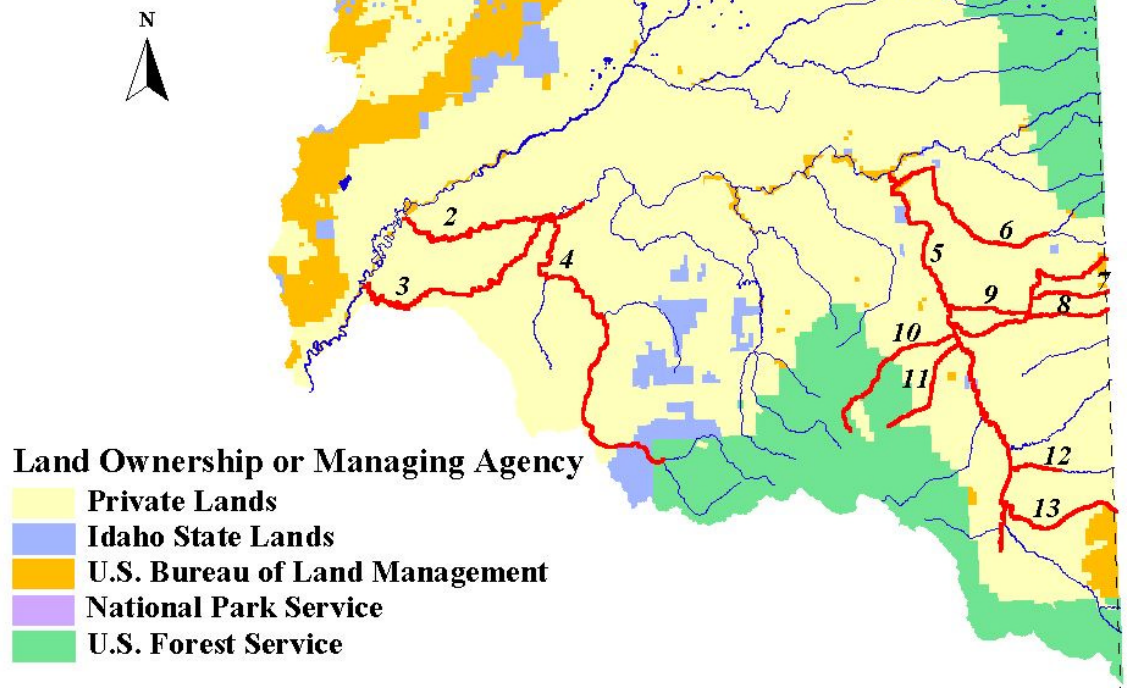 N
2
3
4
5
6
7
8
9
10
11
12
13
Land Ownership or Managing Agency
Private Lands
Idaho State Lands
U.S. Bureau of Land Management
National Park Service
U.S. Forest Service